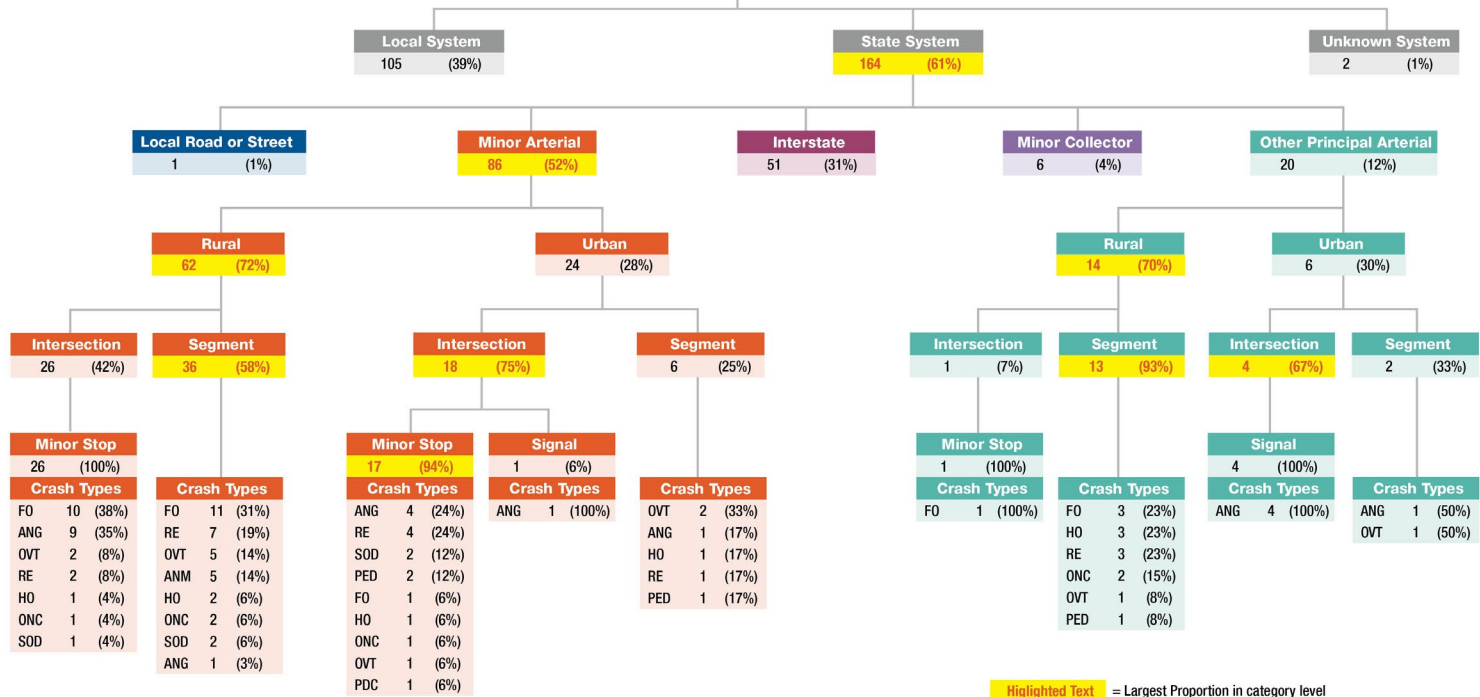 Local System
105 (39%)
State System
164 (61%)
Unknown System
2 (1%)
Local Road or Street
1 (1%)
Minor Arterial
86 (52%)
Interstate
51 (31%)
Minor Collector
6 (4%)
Other Principal Arterial
20 (12%)
Rural
62 (72%)
Urban
24 (28%)
Rural
14 (70%)
Urban
6 (30%)
Intersection
26 (42%)
Segment
36 (58%)
Intersection
18 (75%)
Segment
6 (25%)
Intersection
1 (7%)
Segment
13 (93%)
Intersection
4 (67%)
Segment
2 (33%)
Minor Stop
26 (100%)
Crash Types
FO 10 (38%)
ANG 9 (35%)
OVT 2 (8%)
RE 2 (8%)
HO 1 (4%)
ONC 1 (4%)
SOD 1 (4%)
Crash Types
FO 11 (31%)
RE 7 (19%)
OVT 5 (14%)
ANM 5 (14%)
HO 2 (6%)
ONC 2 (6%)
SOD 2 (6%)
ANG 1 (3%)
Minor Stop
17 (94%)
Crash Types
ANG 4 (24%)
RE 4 (24%)
SOD 2 (12%)
PED 2 (12%)
FO 1 (6%)
HO 1 (6%)
ONC 1 (6%)
OVT 1 (6%)
PDC 1 (6%)
Signal
1 (6%)
Crash Types
ANG 1 (100%)
Crash Types
OVT 2 (33%)
ANG 1 (17%)
HO 1 (17%)
RE 1 (17%)
PED 1 (17%)
Minor Stop
1 (100%)
Crash Types
FO 1 (100%)
Crash Types
FO 3 (23%)
HO 3 (23%)
RE 3 (23%)
ONC 2 (15%)
OVT 1 (8%)
PED 1 (8%)
Signal
4 (100%)
Crash Types
ANG 4 (100%)
Crash Types
ANG 1 (50%)
OVT 1 (50%)
Higlighted Text = Largest Proportion in category level